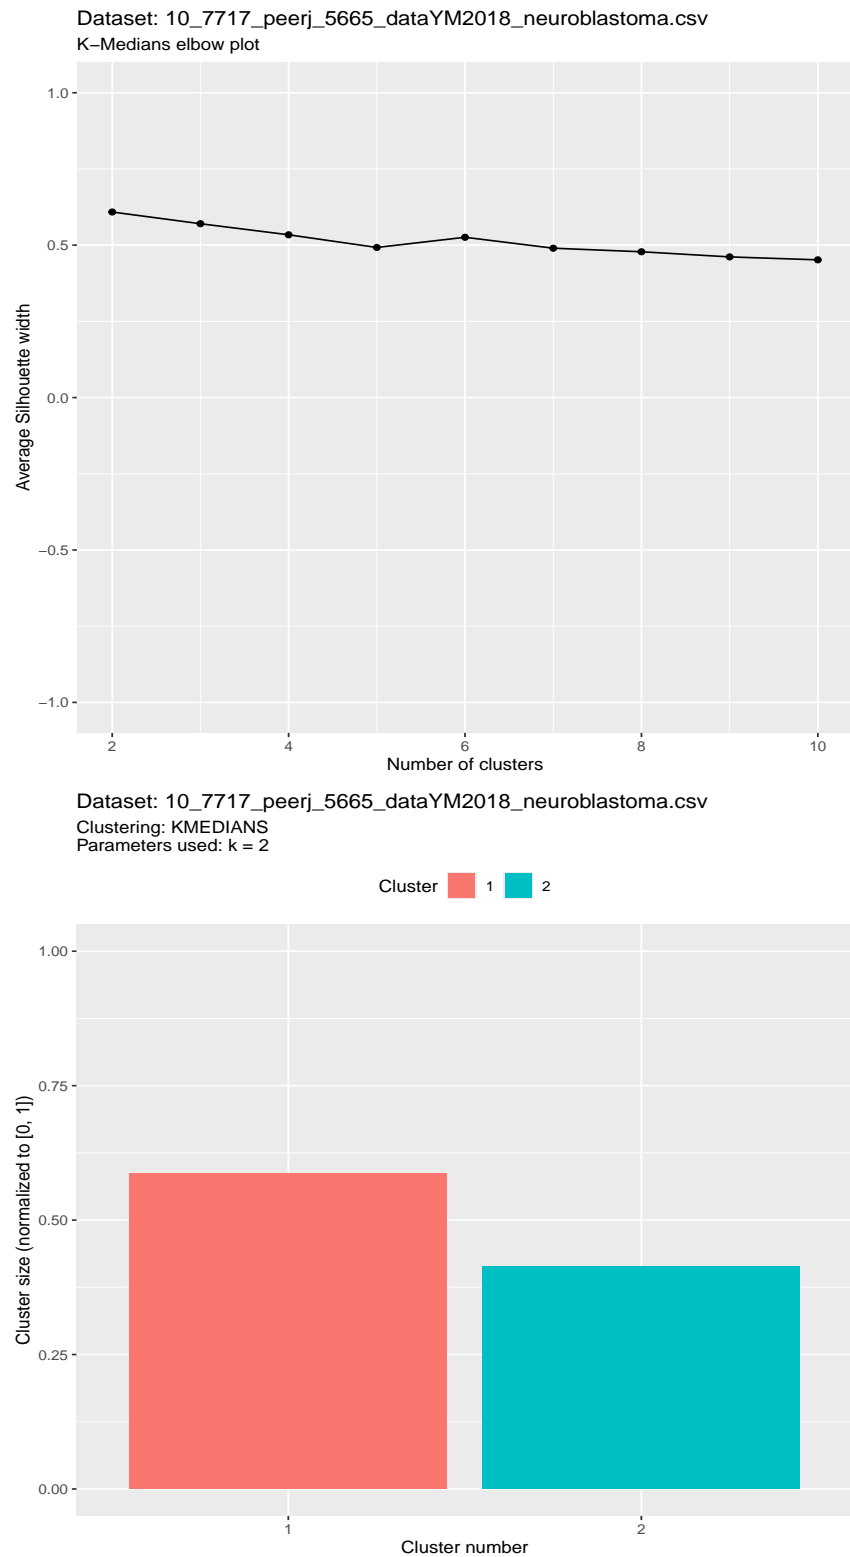 Dataset: 10_7717_peerj_5665_dataYM2018_neuroblastoma.csv
K−Medians elbow plot
1.0
0.5
0.0
−0.5
−1.0
Average Silhouette width
2 4 6 8 10
Number of clusters
Dataset: 10_7717_peerj_5665_dataYM2018_neuroblastoma.csv
Clustering: KMEDIANS
Parameters used: k = 2
Cluster 1 2
1.00
0.75
0.50
0.25
0.00
Cluster size (normalized to [0, 1])
1 2
Cluster number